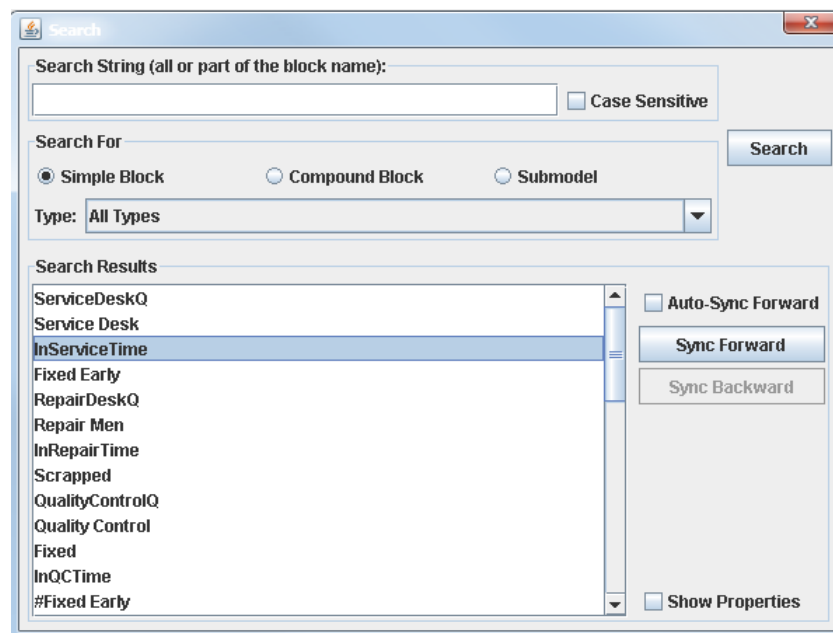 Search
Search String (all or part of the block name):
Case Sensitive
Search For
Search
Simple Block Compound Block Submodel
Type: All Types
Search Results
ServiceDeskQ
Auto-Sync Forward
Service Desk
InServiceTime
Sync Forward
Fixed Early
Sync Backward
RepairDeskQ
Repair Men
InRepairTime
Scrapped
QualityControlQ
Quality Control
Fixed
InQCTime
#Fixed Early
Show Properties